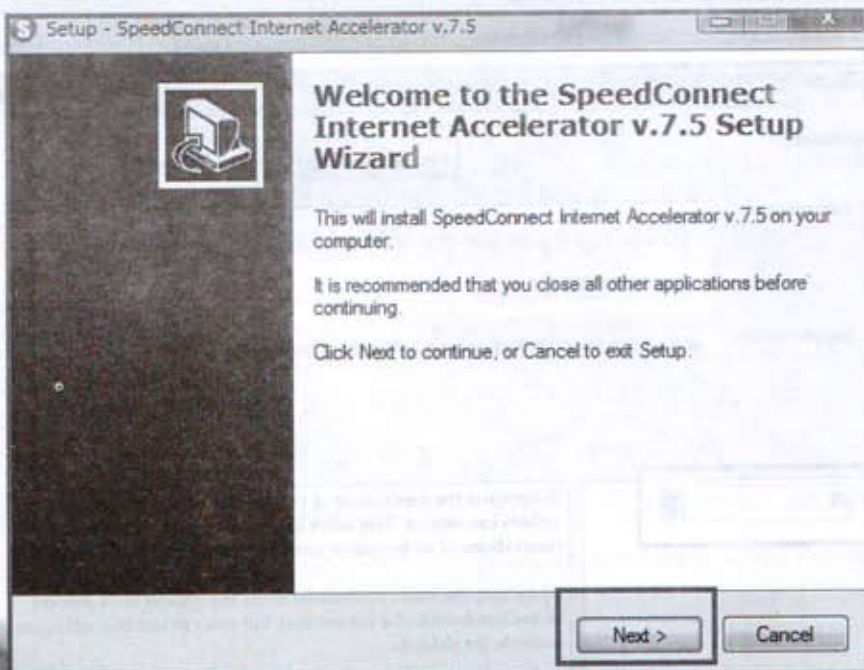 Setup - SpeedConnect Internet Accelerator v.7.5
Welcome to the SpeedConnect
Internet Accelerator v.7.5 Setup
Wizard
This will install SpeedConnect Internet Accelerator v.7.5 on your
computer.
It is recommended that you close all other applications before
continuing.
Click Next to continue, or Cancel to exit Setup.
Next >
Cancel